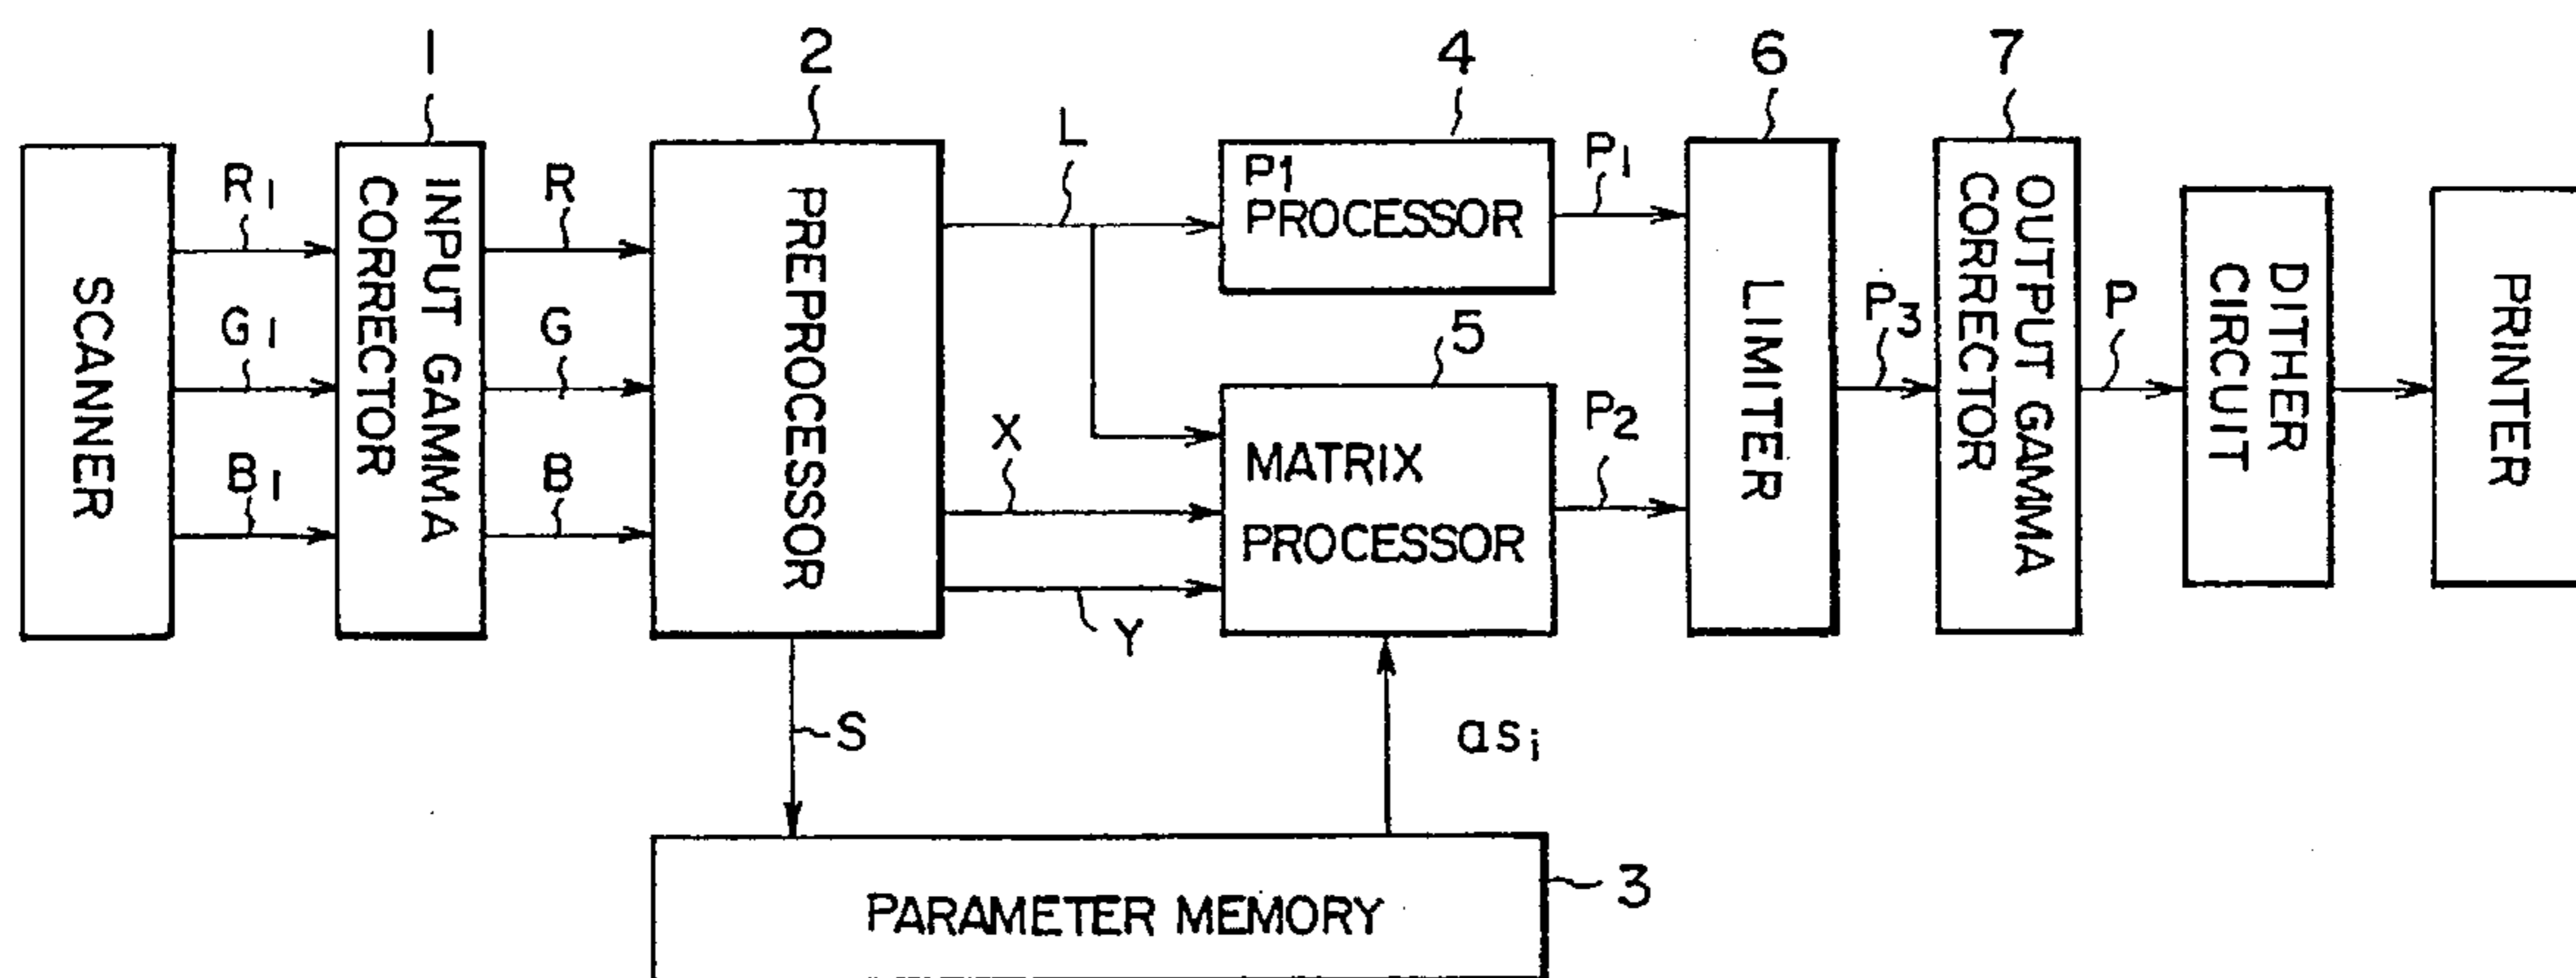 1
2
4
6
7
SCANNER
R1
G1
B1
INPUT GAMMA
CORRECTOR
R
G
B
PREPROCESSOR
L
X
Y
S
P1
PROCESSOR
5
MATRIX
PROCESSOR
asi
P1
P2
LIMITER
P3
OUTPUT GAMMA
CORRECTOR
P
DITHER
CIRCUIT
PRINTER
PARAMETER MEMORY
3